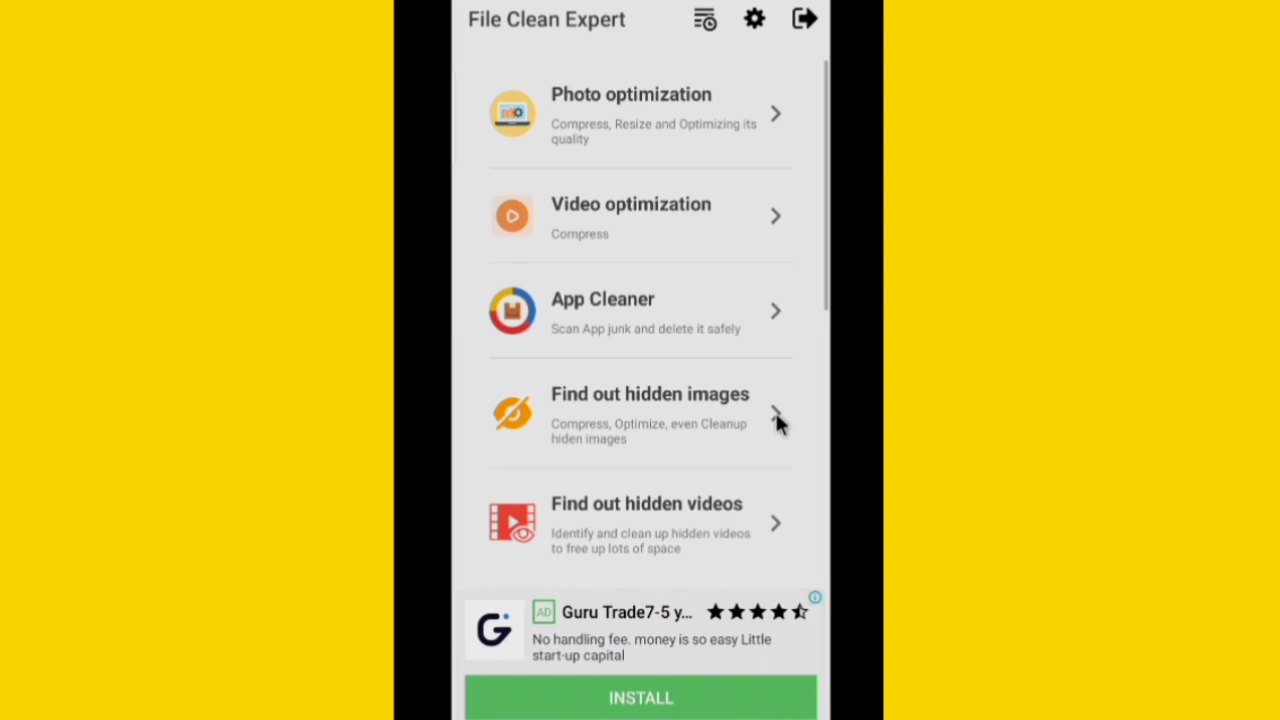 File Clean Expert
Photo optimization
Compress, Resize and Optimizing its
quality
Video optimization
Compress
App Cleaner
Scan App junk and delete it safely
Find out hidden images
Compress, Optimize, even Cleanup
hiden images
Find out hidden videos
Identify and clean up hidden videos
to free up lots of space
AD Guru Trade7-5 y...
No handling fee. money is so easy Little
start-up capital
INSTALL